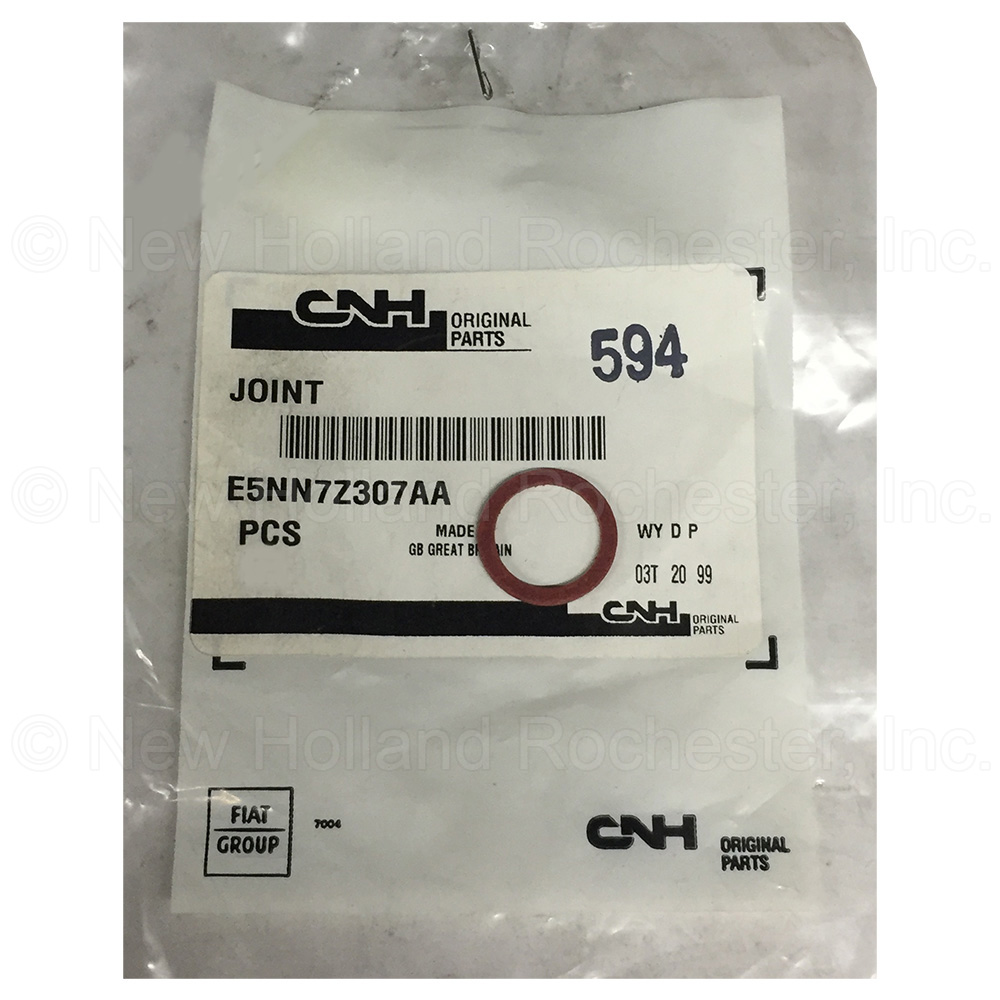 © New Holland Rochester, Inc.
CNH ORIGINAL
PARTS
594
JOINT
© New Holland Rochester, Inc.
E5NN7Z307AA
PCS
MADE
GB GREAT
WY D P
03T 20 99
CNH ORIGINAL
PARTS
© New Holland Rochester, Inc.
FIAT
GROUP
7004
CNH ORIGINAL
PARTS